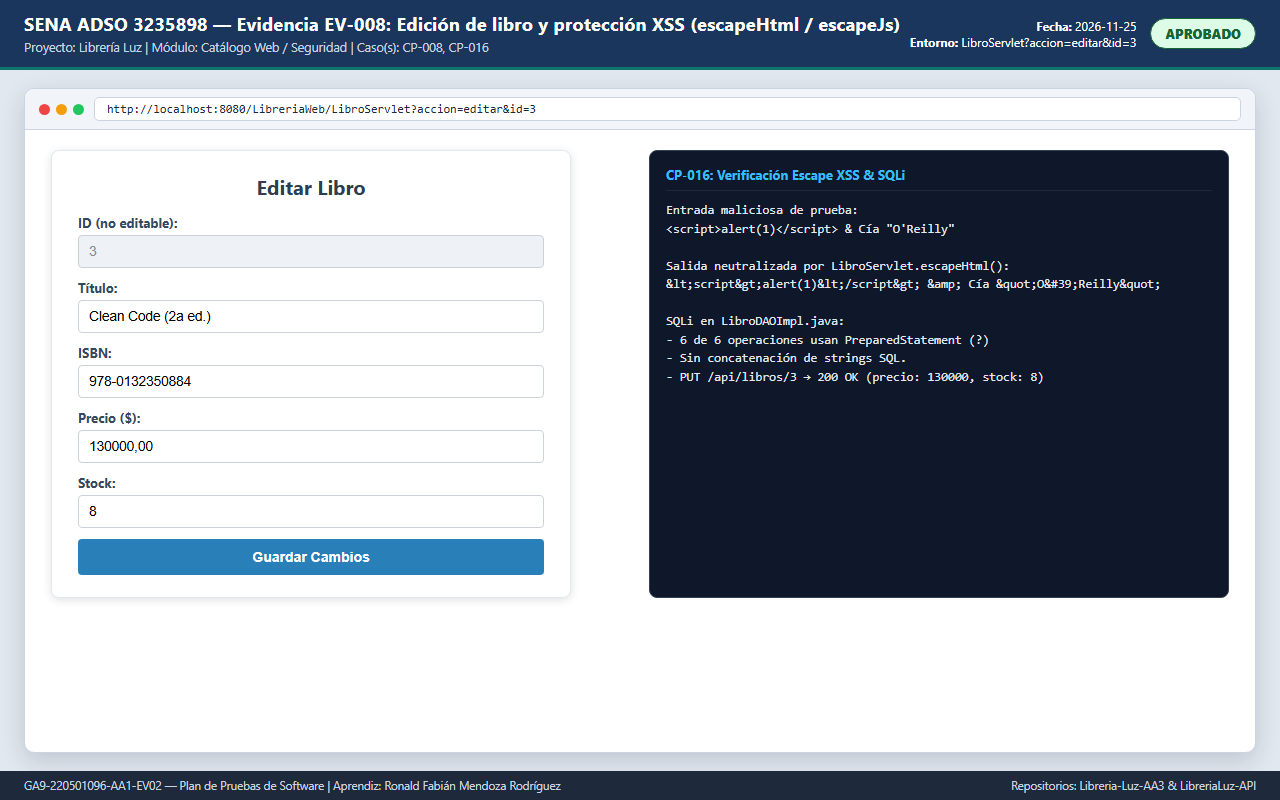 SENA ADSO 3235898 — Evidencia EV-008: Edición de libro y protección XSS (escapeHtml / escapeJs)
Proyecto: Librería Luz | Módulo: Catálogo Web / Seguridad | Caso(s): CP-008, CP-016
Fecha: 2026-11-25
Entorno: LibroServlet?accion=editar&id=3
APROBADO
http://localhost:8080/LibreriaWeb/LibroServlet?accion=editar&id=3
Editar Libro
ID (no editable):
3
Título:
Clean Code (2a ed.)
ISBN:
978-0132350884
Precio ($):
130000,00
Stock:
8
Guardar Cambios
CP-016: Verificación Escape XSS & SQLi
Entrada maliciosa de prueba:
<script>alert(1)</script> & Cía "O'Reilly"
Salida neutralizada por LibroServlet.escapeHtml():
&lt;script&gt;alert(1)&lt;/script&gt; &amp; Cía &quot;O&#39;Reilly&quot;
SQLi en LibroDAOImpl.java:
- 6 de 6 operaciones usan PreparedStatement (?)
- Sin concatenación de strings SQL.
- PUT /api/libros/3 → 200 OK (precio: 130000, stock: 8)
GA9-220501096-AA1-EV02 — Plan de Pruebas de Software | Aprendiz: Ronald Fabián Mendoza Rodríguez
Repositorios: Libreria-Luz-AA3 & LibreriaLuz-API